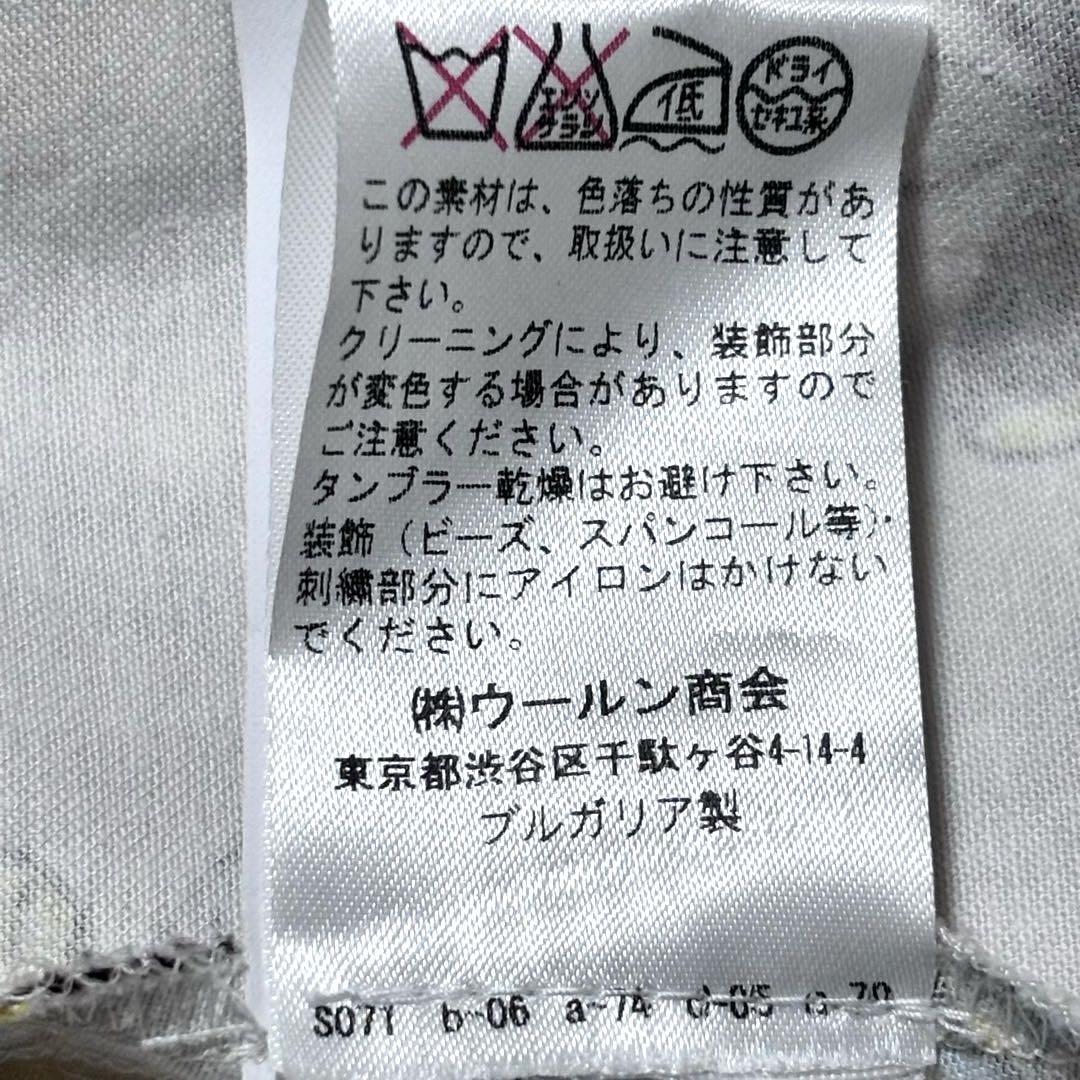 エンソ
サラシ
低
ドライ
セキユ系
この素材は、色落ちの性質があ
りますので、取扱いに注意して
下さい。
クリーニングにより、装飾部分
が変色する場合がありますので
ご注意ください。
タンブラー乾燥はお避け下さい。
装飾（ビーズ、スパンコール等）・
刺繍部分にアイロンはかけない
でください。
㈱ウールン商会
東京都渋谷区千駄ヶ谷4-14-4
ブルガリア製
S071 b-06 a-74